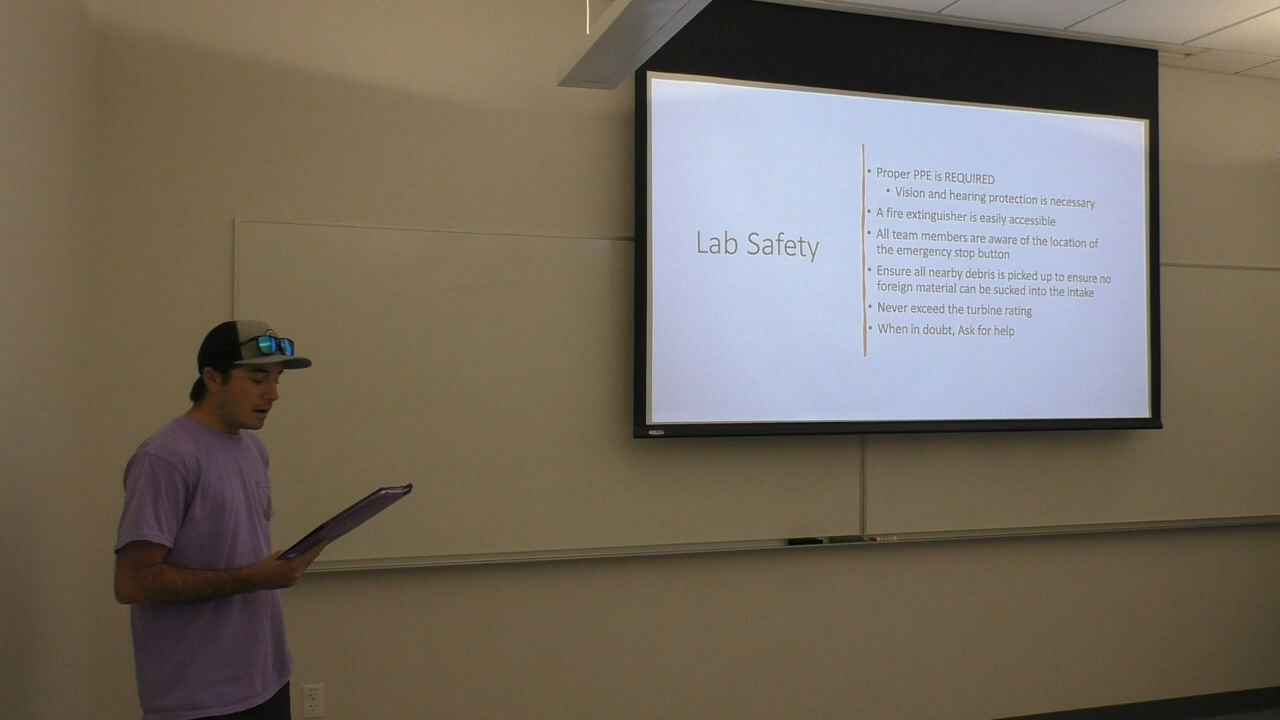 Lab Safety
• Proper PPE is REQUIRED
• Vision and hearing protection is necessary
• A fire extinguisher is easily accessible
• All team members are aware of the location of
the emergency stop button
• Ensure all nearby debris is picked up to ensure no
foreign material can be sucked into the intake
• Never exceed the turbine rating
• When in doubt, Ask for help